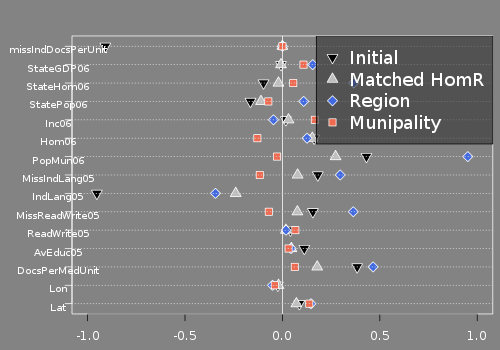 missIndDocsPerUnit
StateGDP06
StateHom06
StatePop06
Inc06
Hom06
PopMun06
MissIndLang05
IndLang05
MissReadWrite05
ReadWrite05
AvEduc05
DocsPerMedUnit
Lon
Lat
Initial
Matched HomR
Region
Munipality
-1.0 -0.5 0.0 0.5 1.0